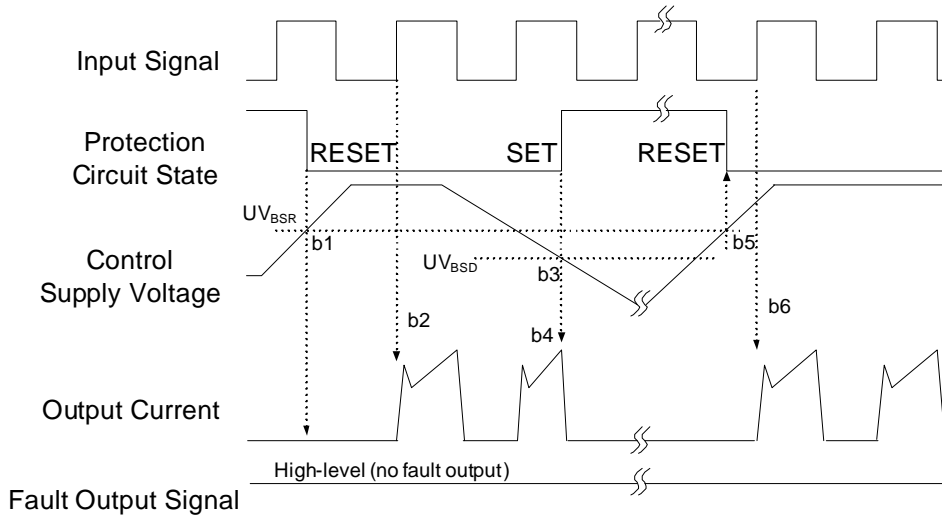 Input Signal
Protection
Circuit State
RESET
SET
RESET
UVBSR
b1
b5
Control
Supply Voltage
UVBSD
b3
b2
b4
b6
Output Current
High-level (no fault output)
Fault Output Signal